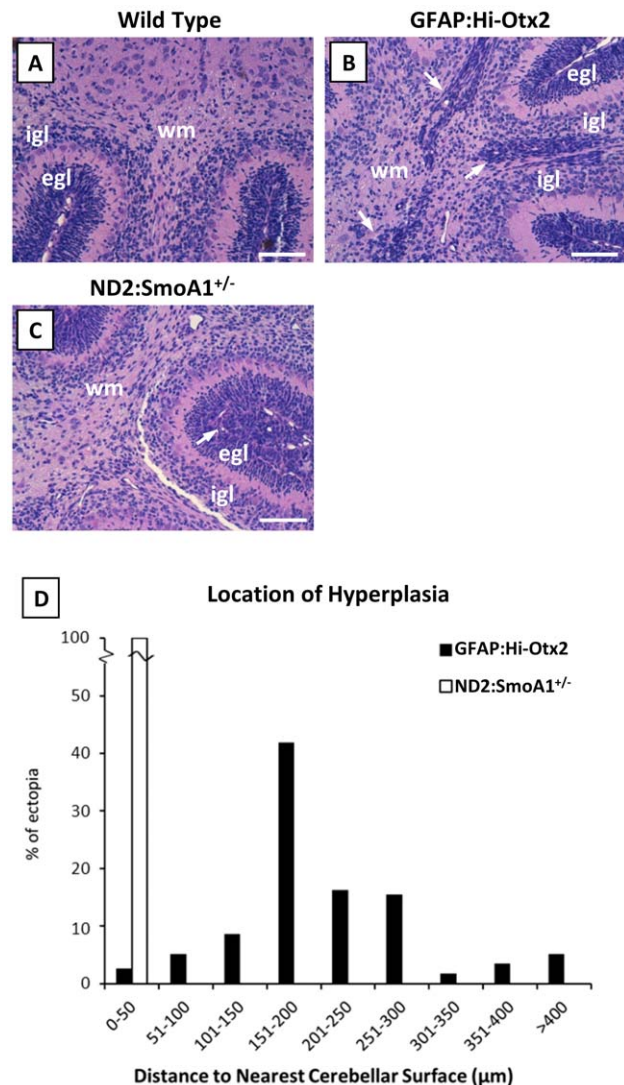 Wild Type
GFAP:Hi-Otx2
A
igl
wm
egl
B
egl
igl
wm
igl
ND2:SmoA1+/-
C
wm
egl
igl
D
Location of Hyperplasia
100
50
40
30
20
10
0
% of ectopia
GFAP:Hi-Otx2
ND2:SmoA1+/-
0-50
51-100
101-150
151-200
201-250
251-300
301-350
351-400
>400
Distance to Nearest Cerebellar Surface (µm)